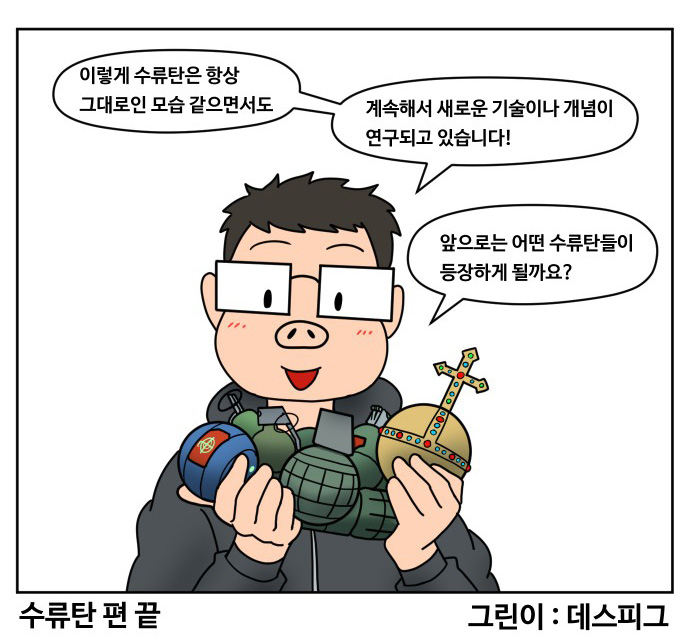 이렇게 수류탄은 항상
그대로인 모습 같으면서도
계속해서 새로운 기술이나 개념이
연구되고 있습니다!
앞으로는 어떤 수류탄들이
등장하게 될까요?
수류탄 편 끝
그린이 : 데스피그